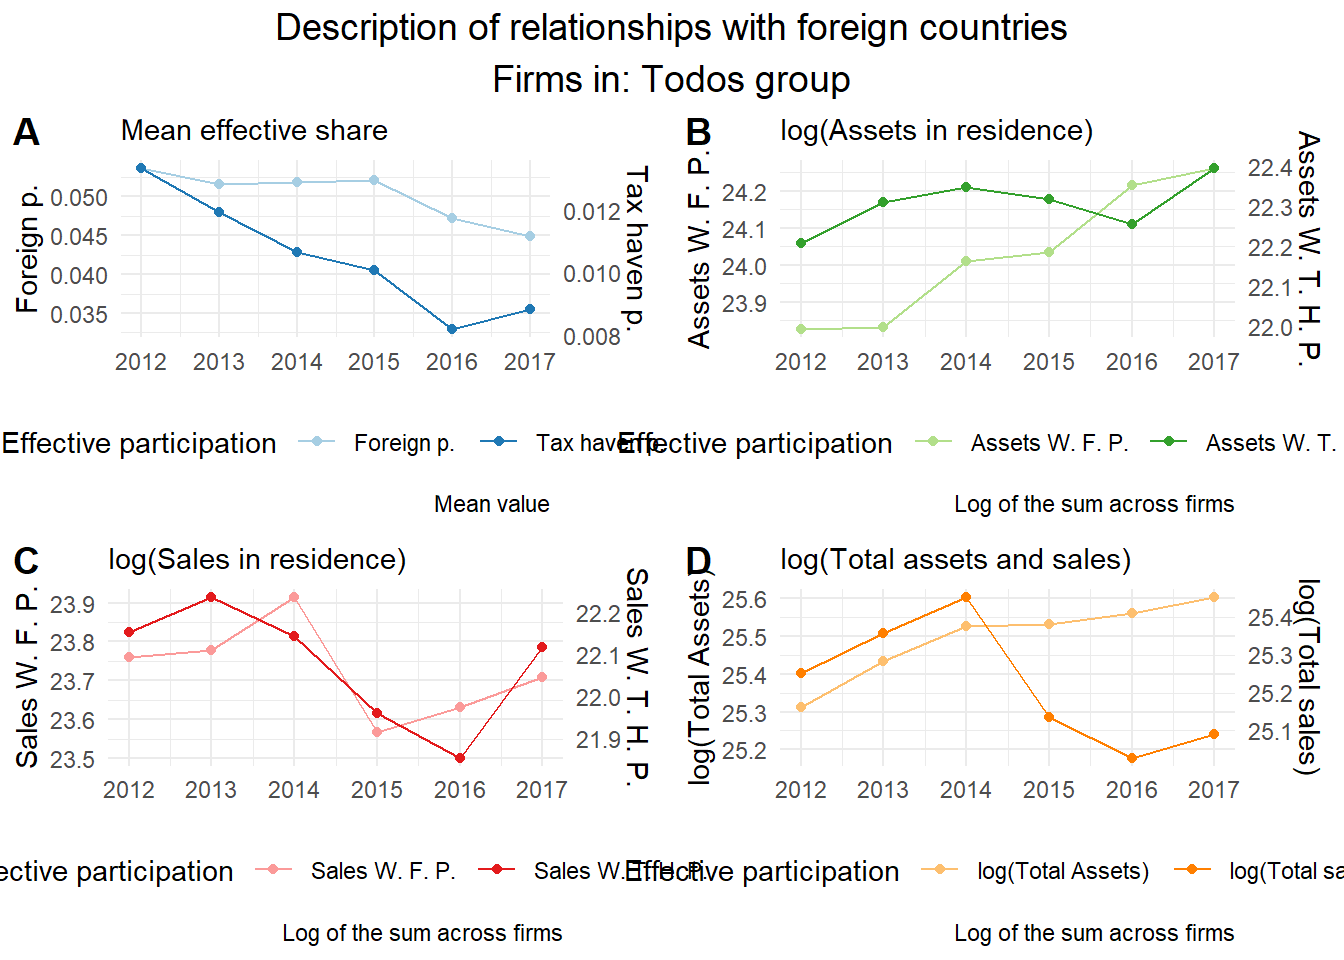 Description of relationships with foreign countries
Firms in: Todos group
A
Mean effective share
Foreign p.
0.050
0.045
0.040
0.035
0.012
0.010
0.008
Tax haven p.
2012 2013 2014 2015 2016 2017
Effective participation Foreign p. Tax haven p.
Mean value
B
log(Assets in residence)
Assets W. F. P.
24.2
24.1
24.0
23.9
22.4
22.3
22.2
22.1
22.0
Assets W. T. H. P.
2012 2013 2014 2015 2016 2017
Effective participation Assets W. F. P. Assets W. T.
Log of the sum across firms
C
log(Sales in residence)
Sales W. F. P.
23.9
23.8
23.7
23.6
23.5
22.2
22.1
22.0
21.9
Sales W. T. H. P.
2012 2013 2014 2015 2016 2017
ective participation Sales W. F. P. Sales W. T. H. P.
Log of the sum across firms
D
log(Total assets and sales)
log(Total Assets)
25.6
25.5
25.4
25.3
25.2
25.4
25.3
25.2
25.1
log(Total sales)
2012 2013 2014 2015 2016 2017
Effective participation log(Total Assets) log(Total sa
Log of the sum across firms